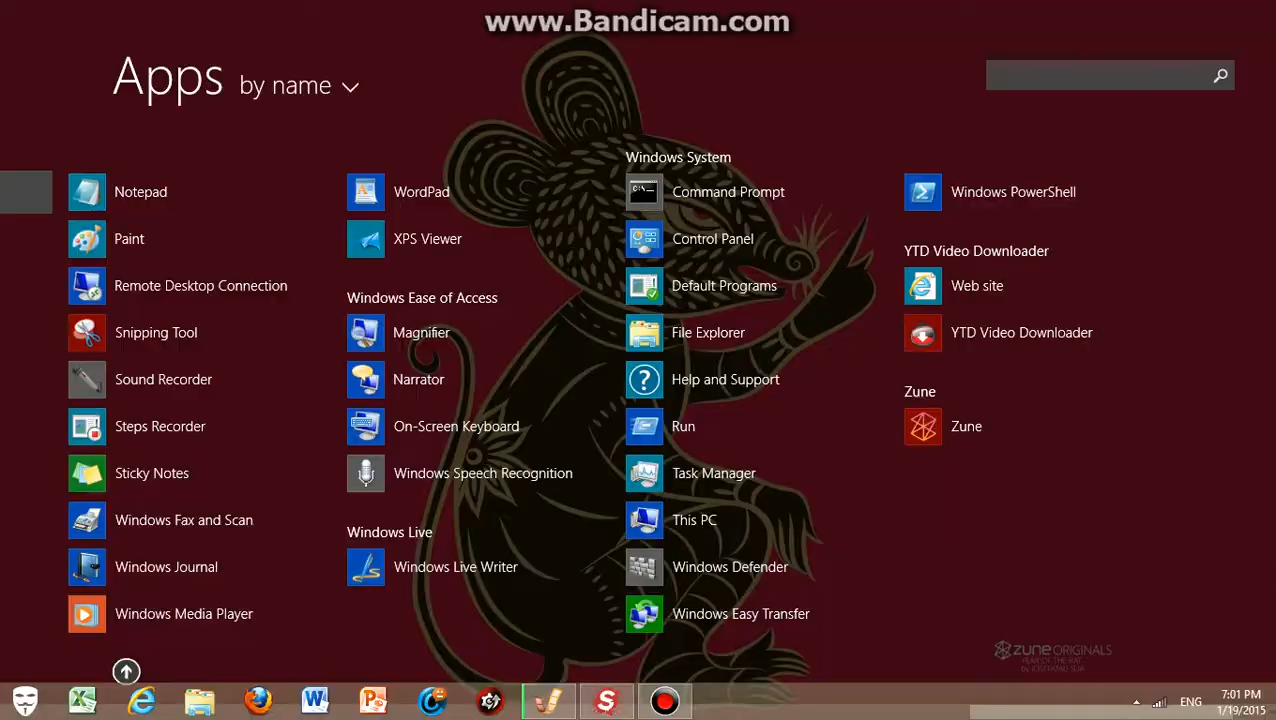 www.Bandicam.com
Apps by name
Notepad
Paint
Remote Desktop Connection
Snipping Tool
Sound Recorder
Steps Recorder
Sticky Notes
Windows Fax and Scan
Windows Journal
Windows Media Player
WordPad
XPS Viewer
Windows Ease of Access
Magnifier
Narrator
On-Screen Keyboard
Windows Speech Recognition
Windows Live
Windows Live Writer
Windows System
Command Prompt
Control Panel
Default Programs
File Explorer
Help and Support
Run
Task Manager
This PC
Windows Defender
Windows Easy Transfer
Windows PowerShell
YTD Video Downloader
Web site
YTD Video Downloader
Zune
Zune
zune ORIGINALS
YEAR OF THE RAT
ENG
7:01 PM
1/19/2015